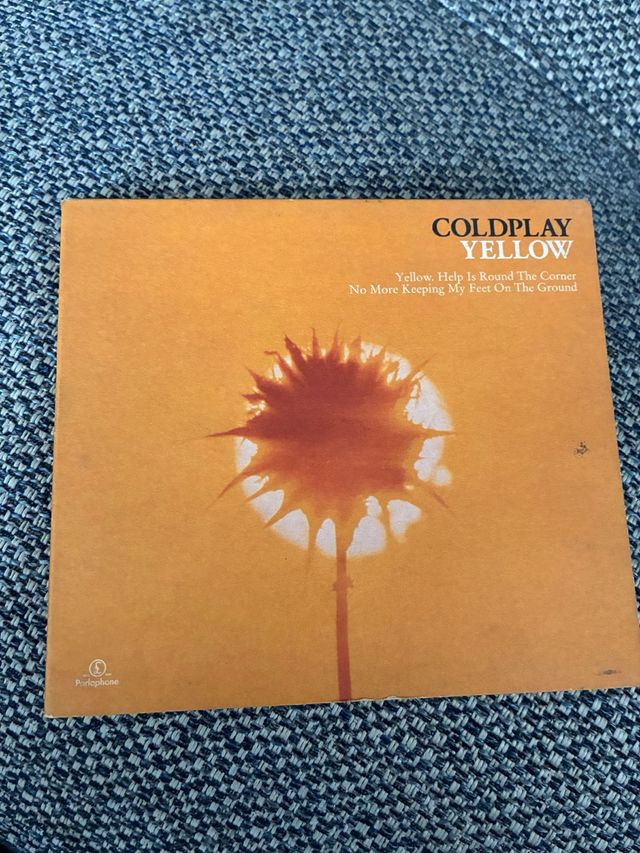 COLDPLAY
YELLOW
Yellow. Help Is Round The Corner
No More Keeping My Feet On The Ground
£
Parlophone